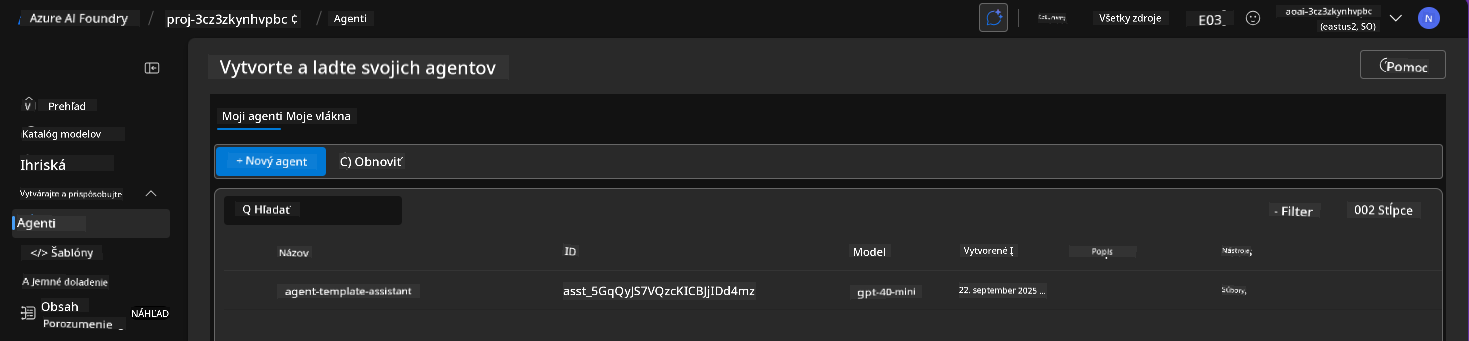 Azure AI Foundry / proj-3cz3zkynhvpbc ¢ / Agenti
Všetky zdroje
E03_
aoai-3cz3zkynhvpbc
(eastus2, SO)
N
Vytvorte a ladte svojich agentov
Pomoc
Prehľad
Katalóg modelov
Ihriská
Vytvárajte a prispôsobujte
Agenti
</> Šablóny
A Jemné doladenie
Obsah
Porozumenie
NÁHĽAD
Moji agenti Moje vlákna
+ Nový agent
C) Obnoviť
Q Hľadať
- Filter
002 Stĺpce
Názov ID Model Vytvorené Popis Nástroje,
agent-template-assistant asst_5GqQyJS7VQzcKICBJjIDd4mz gpt-40-mini 22. september 2025 ... Súbory,